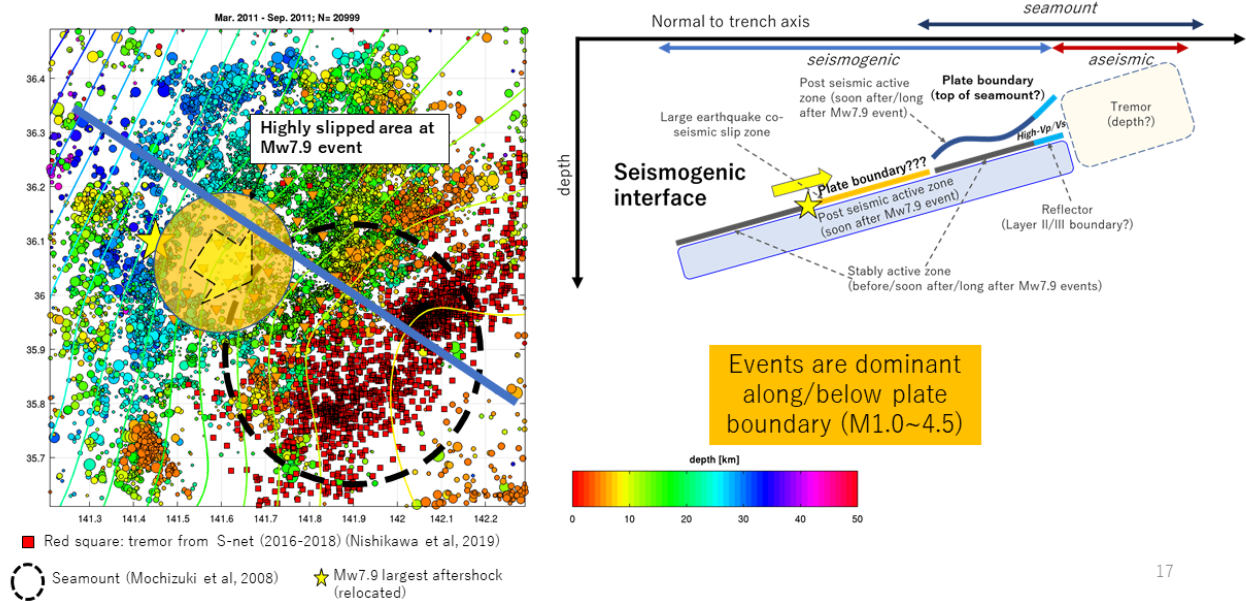 Mar. 2011 - Sep. 2011; N= 20999
36.4
36.3
36.2
36.1
36
35.9
35.8
35.7
141.3 141.4 141.5 141.6 141.7 141.8 141.9 142 142.1 142.2
Highly slipped area at
Mw7.9 event
Red square: tremor from S-net (2016-2018) (Nishikawa et al, 2019)
Seamount (Mochizuki et al, 2008)
Mw7.9 largest aftershock
(relocated)
Normal to trench axis
seamount
seismogenic
aseismic
depth
Post seismic active
zone (soon after/long
after Mw7.9 event)
Plate boundary
(top of seamount?)
Tremor
(depth?)
Large earthquake co-
seismic slip zone
High-Vp/Vs
Seismogenic
interface
Plate boundary???
Post seismic active zone
(soon after Mw7.9 event)
Reflector
(Layer II/III boundary?)
Stably active zone
(before/soon after/long after Mw7.9 events)
Events are dominant
along/below plate
boundary (M1.0~4.5)
depth [km]
0 10 20 30 40 50
17